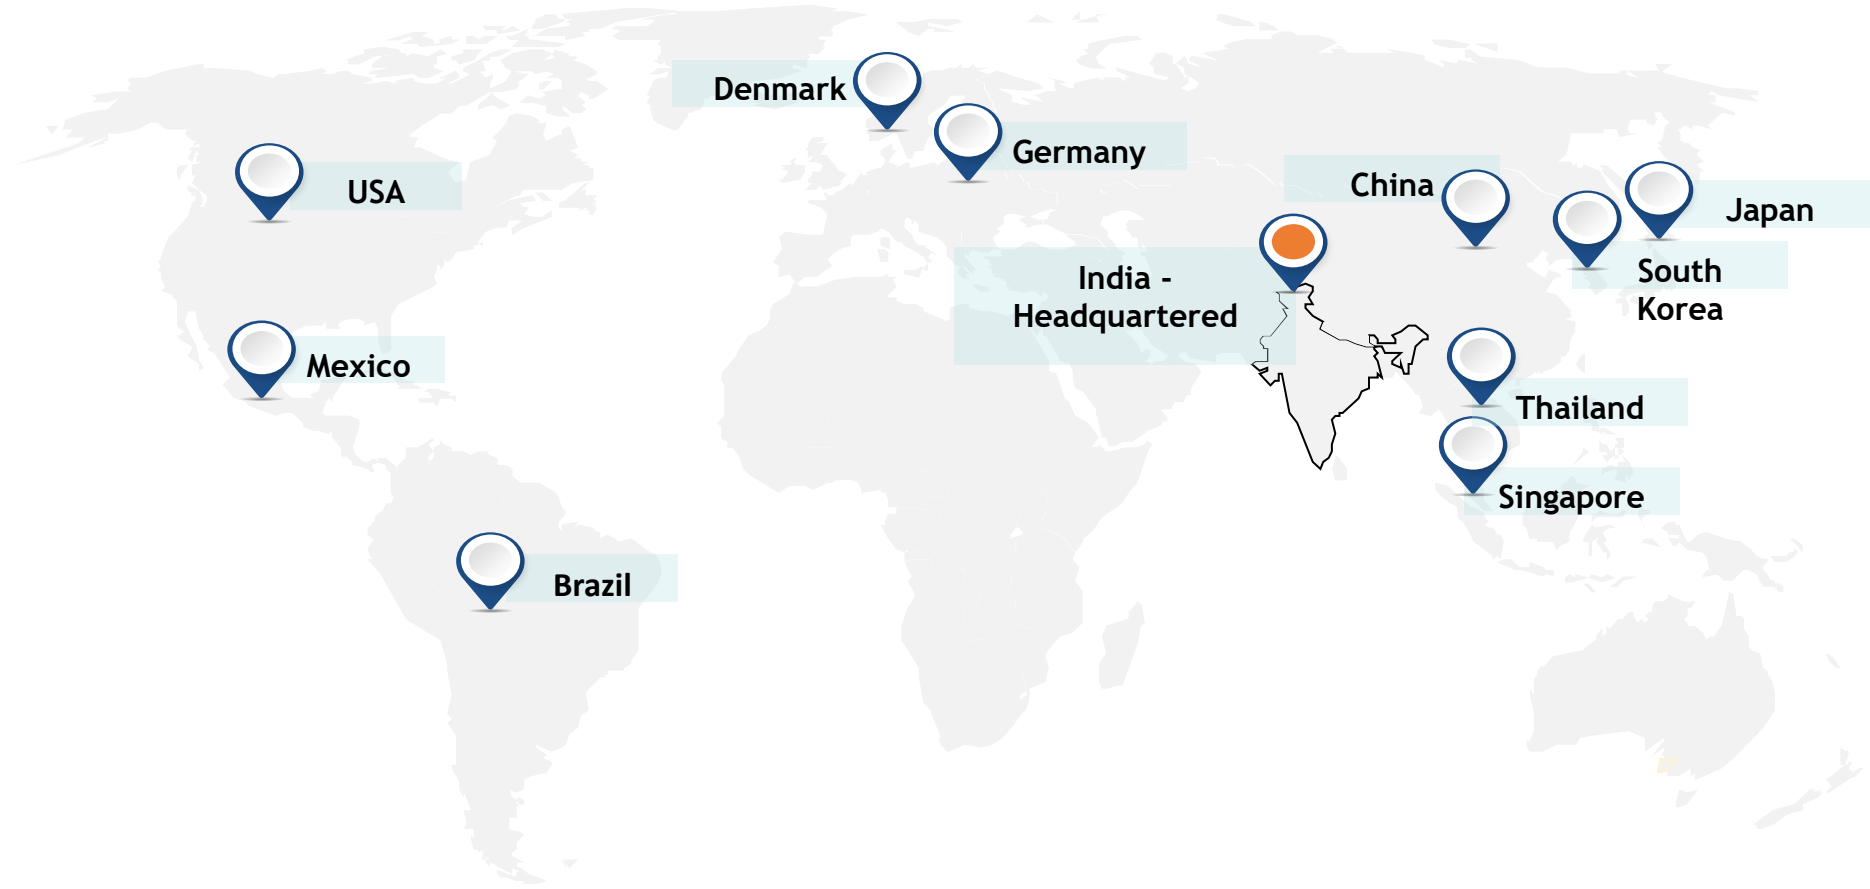 Denmark
Germany
USA
China
Japan
India -
Headquartered
South
Korea
Mexico
Thailand
Singapore
Brazil